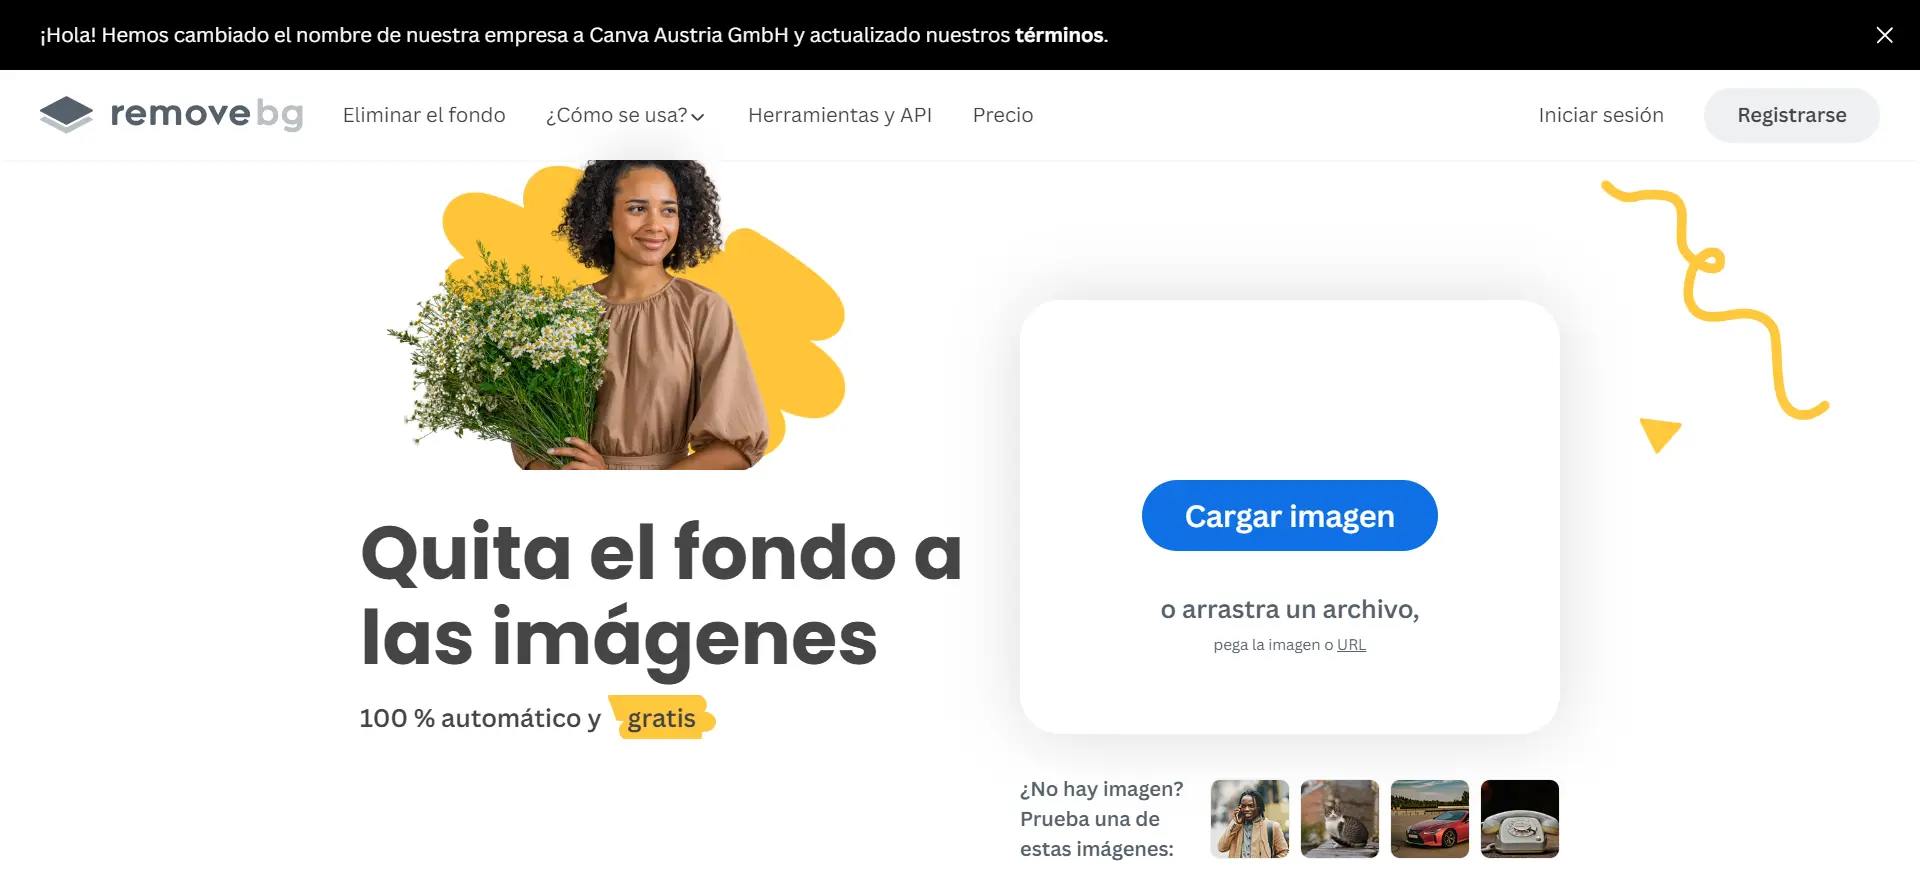 ¡Hola! Hemos cambiado el nombre de nuestra empresa a Canva Austria GmbH y actualizado nuestros términos.
removebg
Eliminar el fondo
¿Cómo se usa?
Herramientas y API
Precio
Iniciar sesión
Registrarse
Quita el fondo a
las imágenes
100 % automático y gratis
Cargar imagen
o arrastra un archivo,
pega la imagen o URL
¿No hay imagen?
Prueba una de
estas imágenes: